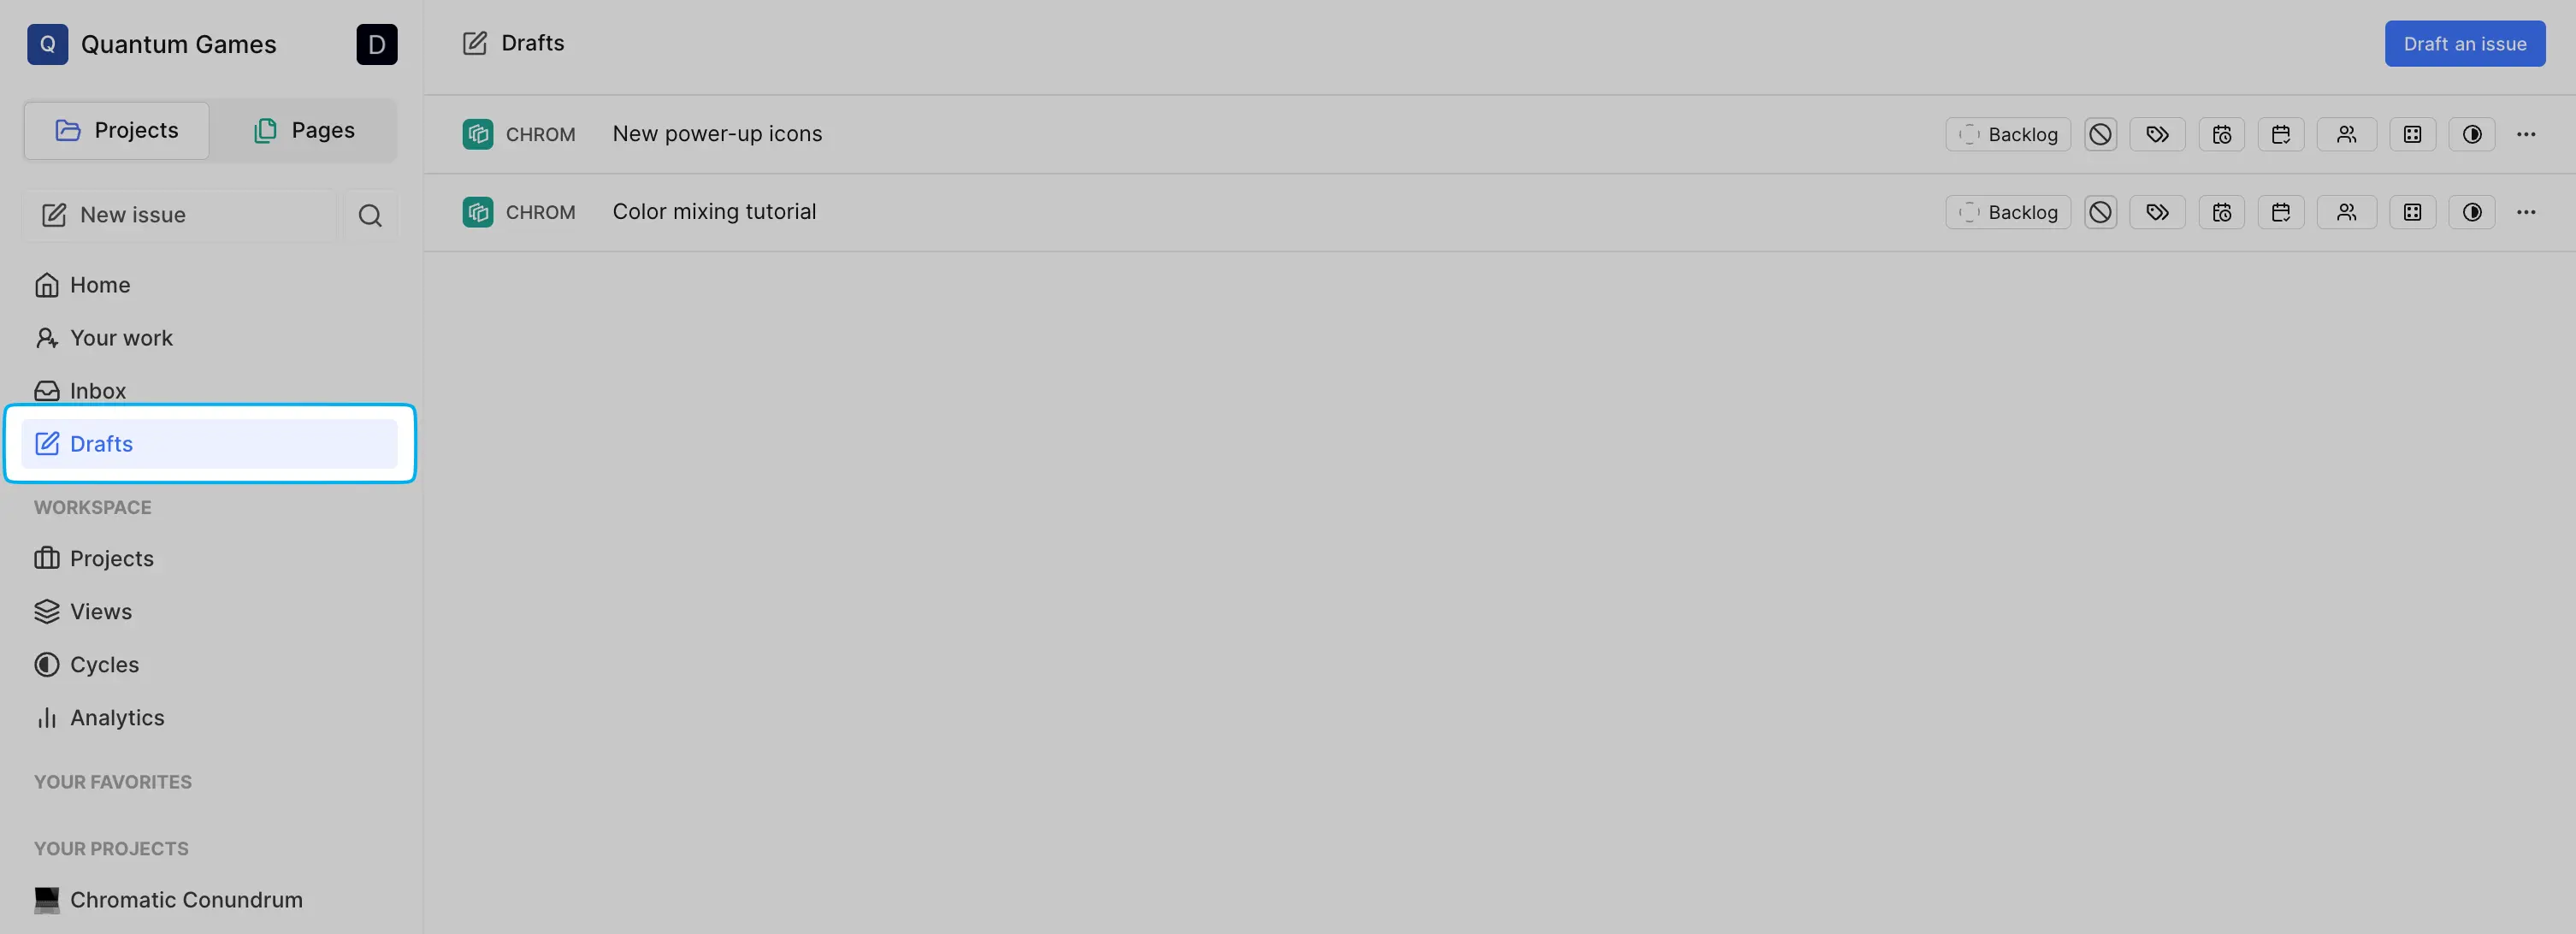 Q Quantum Games D
Projects Pages
New issue
Home
Your work
Inbox
Drafts
WORKSPACE
Projects
Views
Cycles
Analytics
YOUR FAVORITES
YOUR PROJECTS
Chromatic Conundrum
Drafts Draft an issue
CHROM New power-up icons Backlog
CHROM Color mixing tutorial Backlog